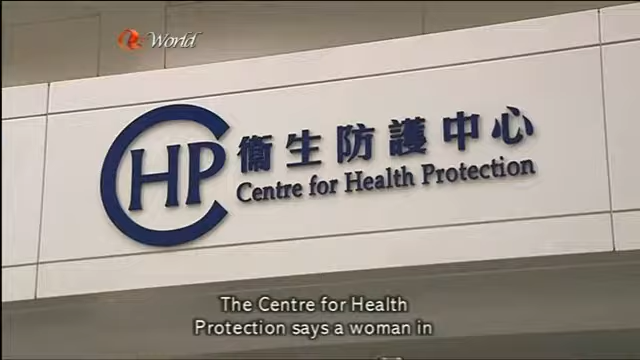 World
CHP
衞生防護中心
Centre for Health Protection
The Centre for Health
Protection says a woman in